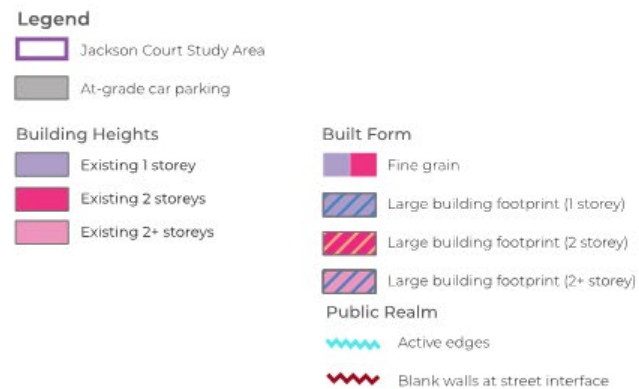 Legend
Jackson Court Study Area
At-grade car parking
Building Heights
Existing 1 storey
Existing 2 storeys
Existing 2+ storeys
Built Form
Fine grain
Large building footprint (1 storey)
Large building footprint (2 storey)
Large building footprint (2+ storey)
Public Realm
Active edges
Blank walls at street interface